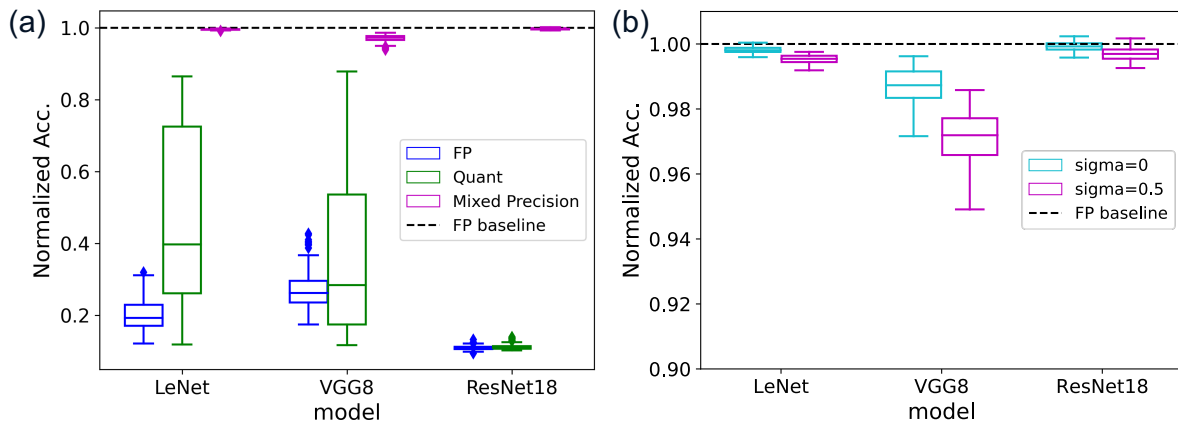 (a)
Normalized Acc.
1.0
0.8
0.6
0.4
0.2
FP
Quant
Mixed Precision
FP baseline
LeNet VGG8 ResNet18
model
(b)
Normalized Acc.
1.00
0.98
0.96
0.94
0.92
0.90
sigma=0
sigma=0.5
FP baseline
LeNet VGG8 ResNet18
model